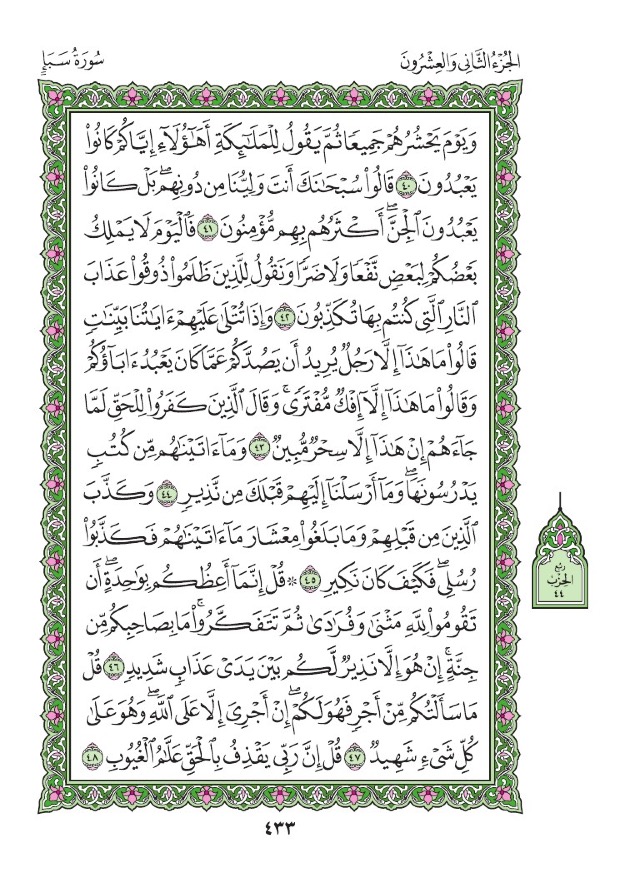 الجُزْءُ الثَّانِي وَالعِشْرُونَ
سُورَةُ سَبَإٍ
وَيَوْمَ يَحْشُرُهُمْ جَمِيعًا ثُمَّ يَقُولُ لِلْمَلَٰٓئِكَةِ أَهَٰٓؤُلَآءِ إِيَّاكُمْ كَانُوا۟
يَعْبُدُونَ ٤٠ قَالُوا۟ سُبْحَٰنَكَ أَنتَ وَلِيُّنَا مِن دُونِهِم ۖ بَلْ كَانُوا۟
يَعْبُدُونَ ٱلْجِنَّ ۖ أَكْثَرُهُم بِهِم مُّؤْمِنُونَ ٤١ فَٱلْيَوْمَ لَا يَمْلِكُ
بَعْضُكُمْ لِبَعْضٍ نَّفْعًا وَلَا ضَرًّا وَنَقُولُ لِلَّذِينَ ظَلَمُوا۟ ذُوقُوا۟ عَذَابَ
ٱلنَّارِ ٱلَّتِى كُنتُم بِهَا تُكَذِّبُونَ ٤٢ وَإِذَا تُتْلَىٰ عَلَيْهِمْ ءَايَٰتُنَا بَيِّنَٰتٍ
قَالُوا۟ مَا هَٰذَآ إِلَّا رَجُلٌ يُرِيدُ أَن يَصُدَّكُمْ عَمَّا كَانَ يَعْبُدُ ءَابَآؤُكُمْ
وَقَالُوا۟ مَا هَٰذَآ إِلَّآ إِفْكٌ مُّفْتَرًى ۚ وَقَالَ ٱلَّذِينَ كَفَرُوا۟ لِلْحَقِّ لَمَّا
جَآءَهُمْ إِنْ هَٰذَآ إِلَّا سِحْرٌ مُّبِينٌ ٤٣ وَمَآ ءَاتَيْنَٰهُم مِّن كُتُبٍ
يَدْرُسُونَهَا ۖ وَمَآ أَرْسَلْنَآ إِلَيْهِمْ قَبْلَكَ مِن نَّذِيرٍ ٤٤ وَكَذَّبَ
ٱلَّذِينَ مِن قَبْلِهِمْ وَمَا بَلَغُوا۟ مِعْشَارَ مَآ ءَاتَيْنَٰهُمْ فَكَذَّبُوا۟
رُسُلِى ۖ فَكَيْفَ كَانَ نَكِيرِ ٤٥ ۞ قُلْ إِنَّمَآ أَعِظُكُم بِوَٰحِدَةٍ ۖ أَن
تَقُومُوا۟ لِلَّهِ مَثْنَىٰ وَفُرَٰدَىٰ ثُمَّ تَتَفَكَّرُوا۟ ۚ مَا بِصَاحِبِكُم مِّن
جِنَّةٍ ۚ إِنْ هُوَ إِلَّا نَذِيرٌ لَّكُم بَيْنَ يَدَىْ عَذَابٍ شَدِيدٍ ٤٦ قُلْ
مَا سَأَلْتُكُم مِّنْ أَجْرٍ فَهُوَ لَكُمْ ۖ إِنْ أَجْرِىَ إِلَّا عَلَى ٱللَّهِ ۖ وَهُوَ عَلَىٰ
كُلِّ شَىْءٍ شَهِيدٌ ٤٧ قُلْ إِنَّ رَبِّى يَقْذِفُ بِٱلْحَقِّ عَلَّٰمُ ٱلْغُيُوبِ ٤٨
ربع
الحزب
٤٤
٤٣٣